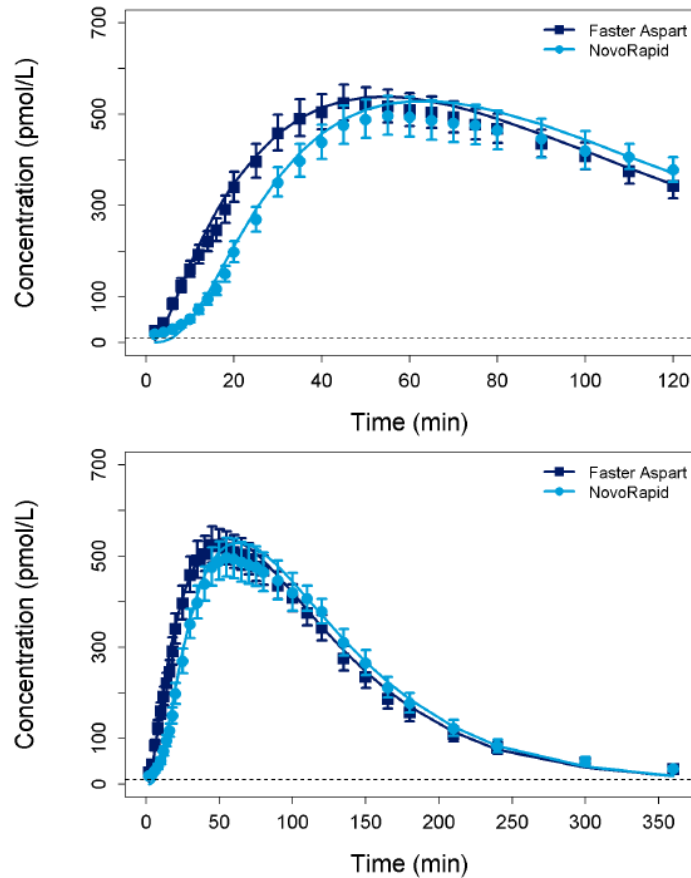 700
500
300
100
0
Concentration (pmol/L)
Faster Aspart
NovoRapid
0 20 40 60 80 100 120
Time (min)
700
500
300
100
0
Concentration (pmol/L)
Faster Aspart
NovoRapid
0 50 100 150 200 250 300 350
Time (min)